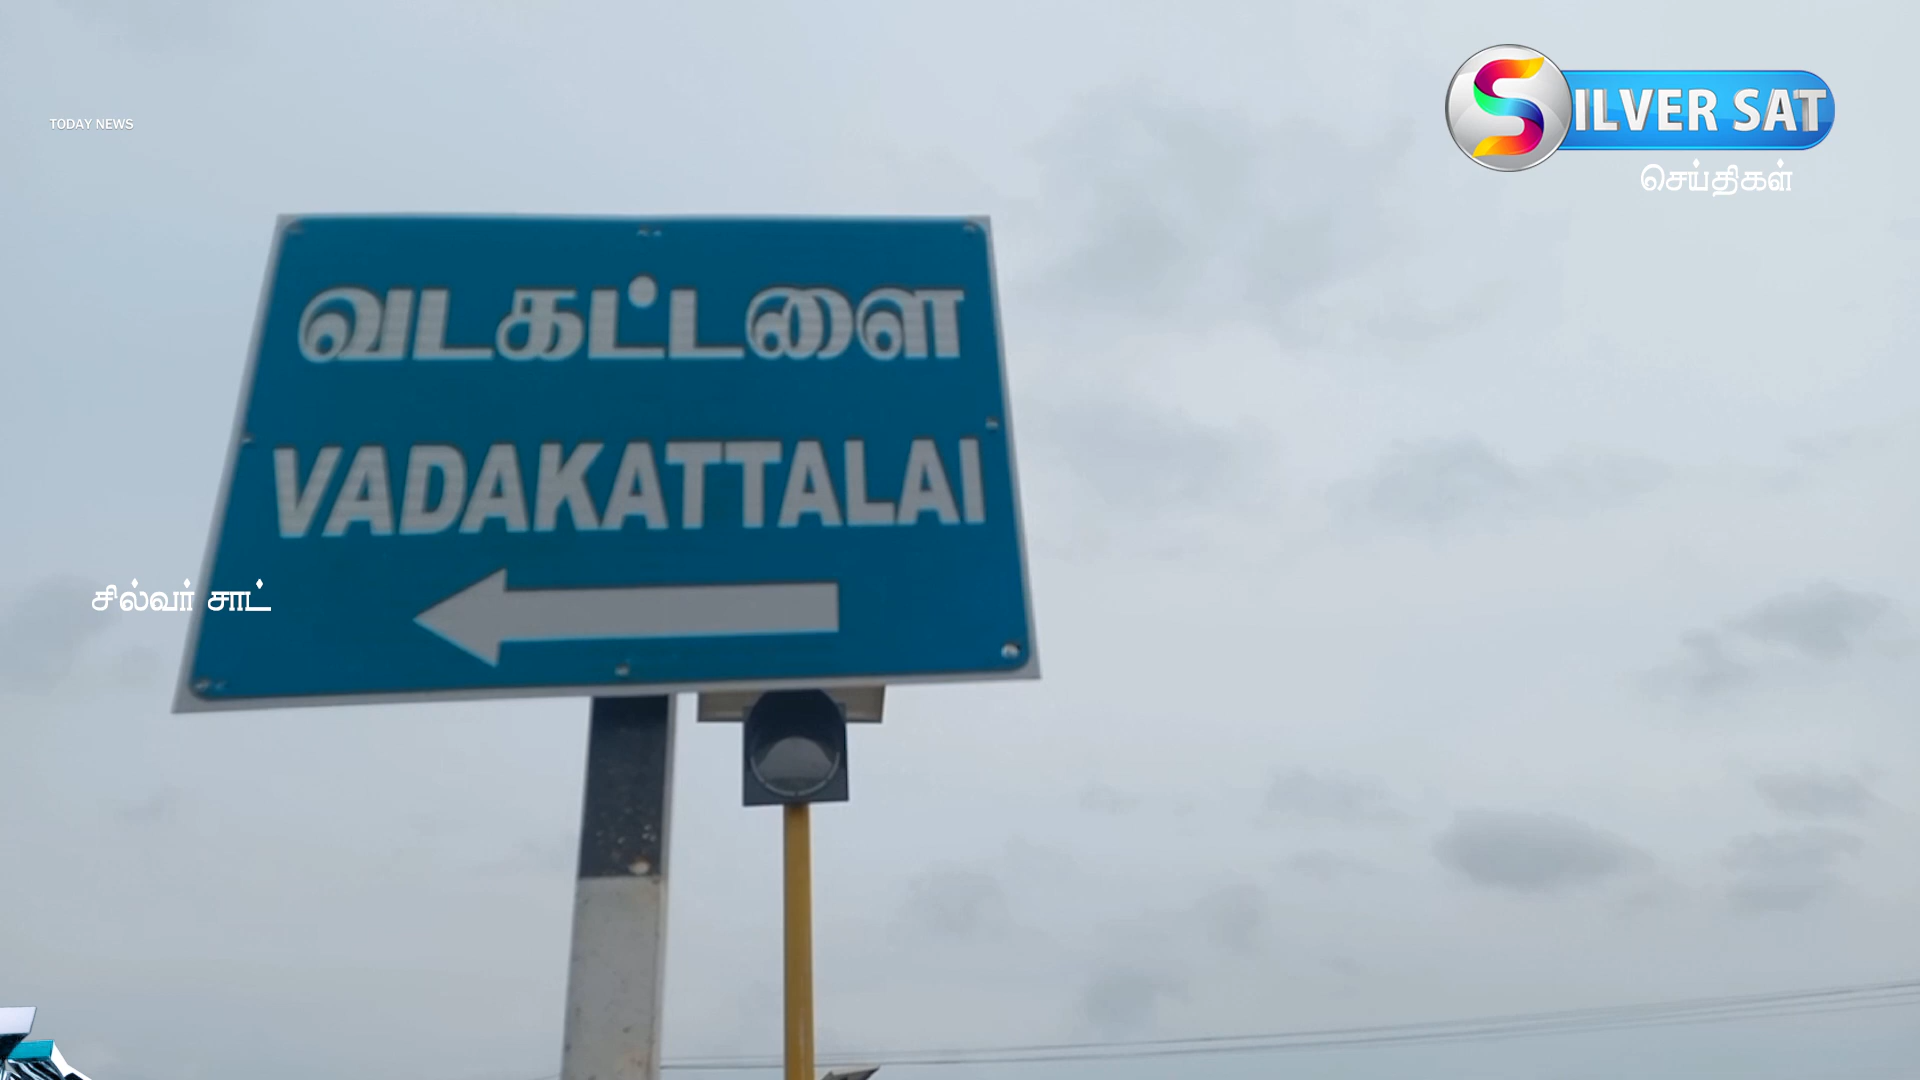 SILVER SAT
செய்திகள்
TODAY NEWS
வடகட்டளை
VADAKATTALAI
சில்வர் சாட்